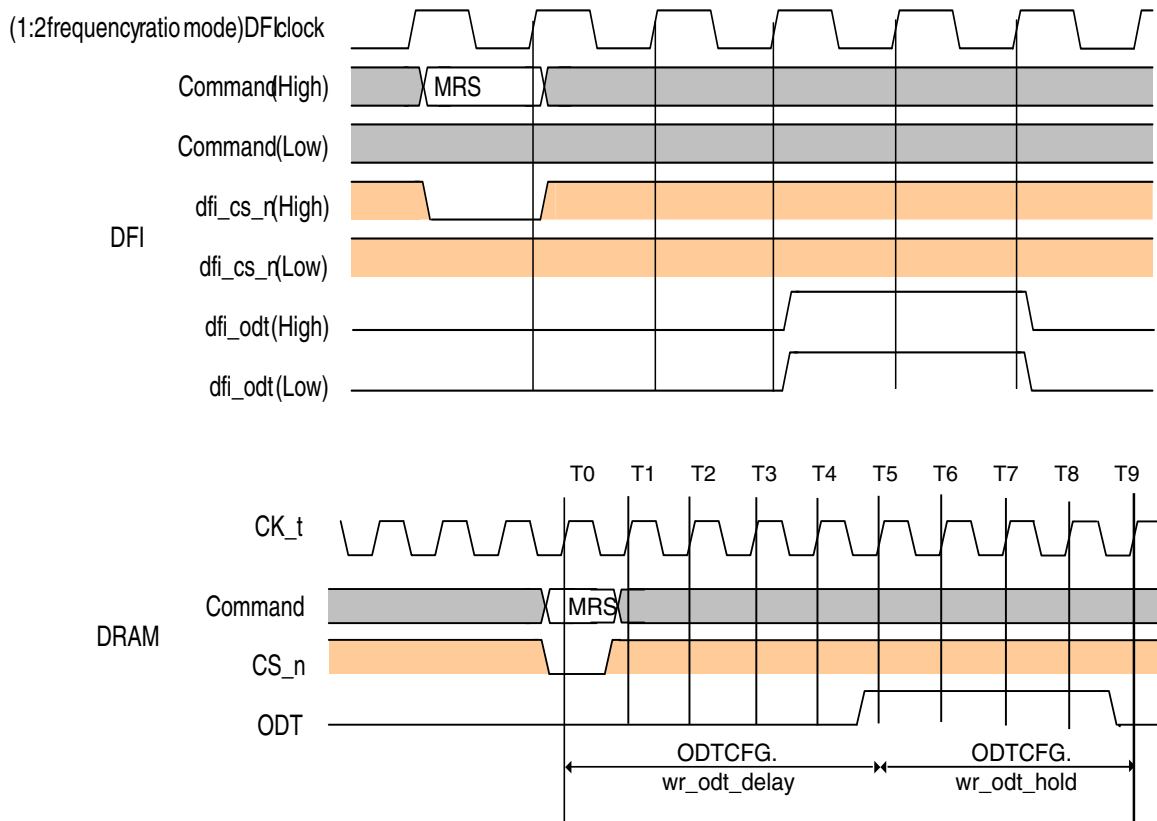 (1:2frequencyratio mode)DFIclock
Command(High)
MRS
Command(Low)
dfi_cs_n(High)
DFI
dfi_cs_n(Low)
dfi_odt(High)
dfi_odt(Low)
T0 T1 T2 T3 T4 T5 T6 T7 T8 T9
CK_t
Command
MRS
DRAM
CS_n
ODT
ODTCFG. ODTCFG.
wr_odt_delay wr_odt_hold